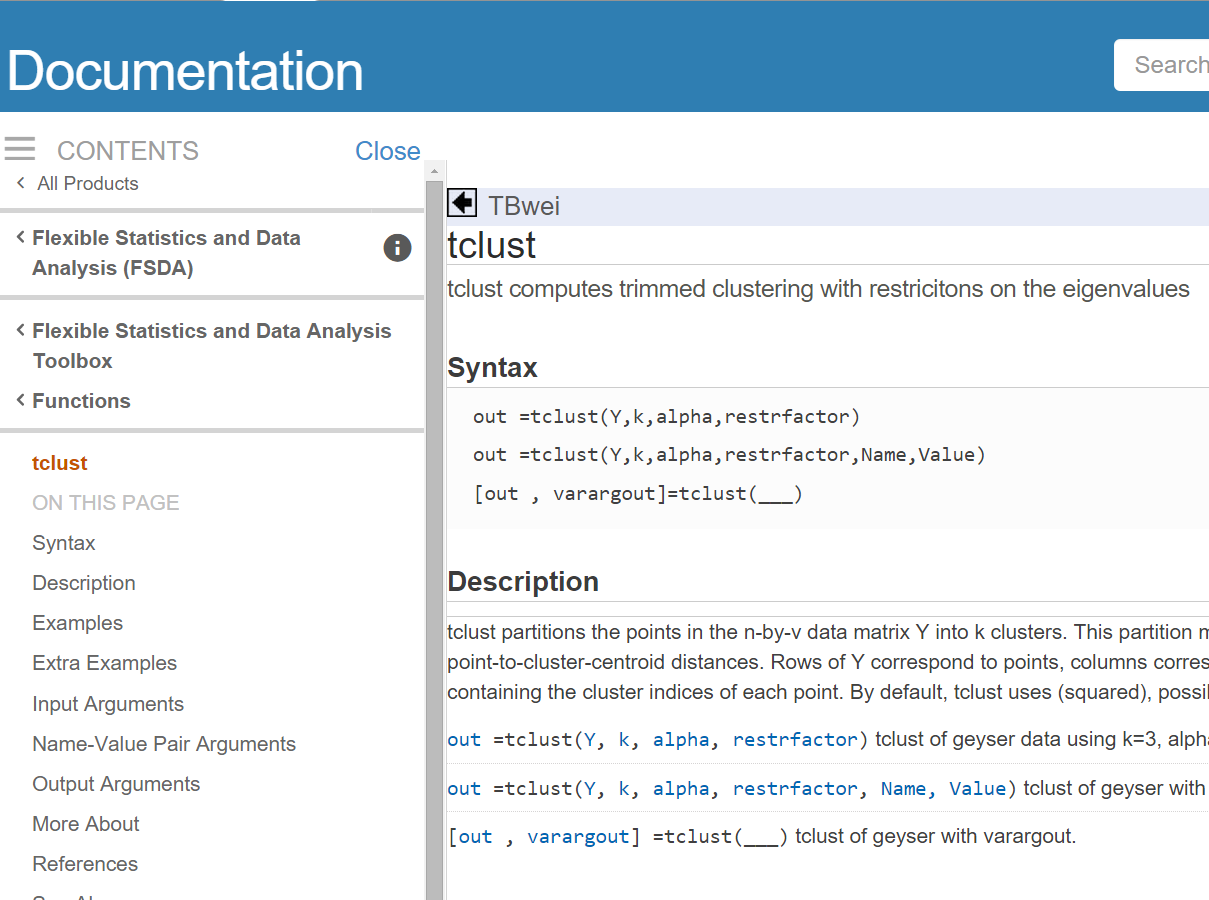 Documentation
Search
CONTENTS
Close
All Products
Flexible Statistics and Data
Analysis (FSDA)
Flexible Statistics and Data Analysis
Toolbox
Functions
tclust
ON THIS PAGE
Syntax
Description
Examples
Extra Examples
Input Arguments
Name-Value Pair Arguments
Output Arguments
More About
References
TBwei
tclust
tclust computes trimmed clustering with restricitons on the eigenvalues
Syntax
out =tclust(Y,k,alpha,restrfactor)
out =tclust(Y,k,alpha,restrfactor,Name,Value)
[out , varargout]=tclust(___)
Description
tclust partitions the points in the n-by-v data matrix Y into k clusters. This partition
point-to-cluster-centroid distances. Rows of Y correspond to points, columns
containing the cluster indices of each point. By default, tclust uses (squared),
out =tclust(Y, k, alpha, restrfactor) tclust of geyser data using k=3,
out =tclust(Y, k, alpha, restrfactor, Name, Value) tclust of geyser with
[out , varargout] =tclust(___) tclust of geyser with varargout.